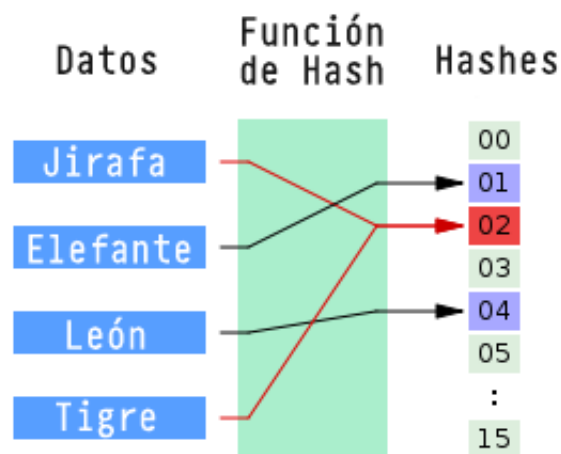 Datos
Función
de Hash
Hashes
Jirafa
Elefante
León
Tigre
00
01
02
03
04
05
:
15